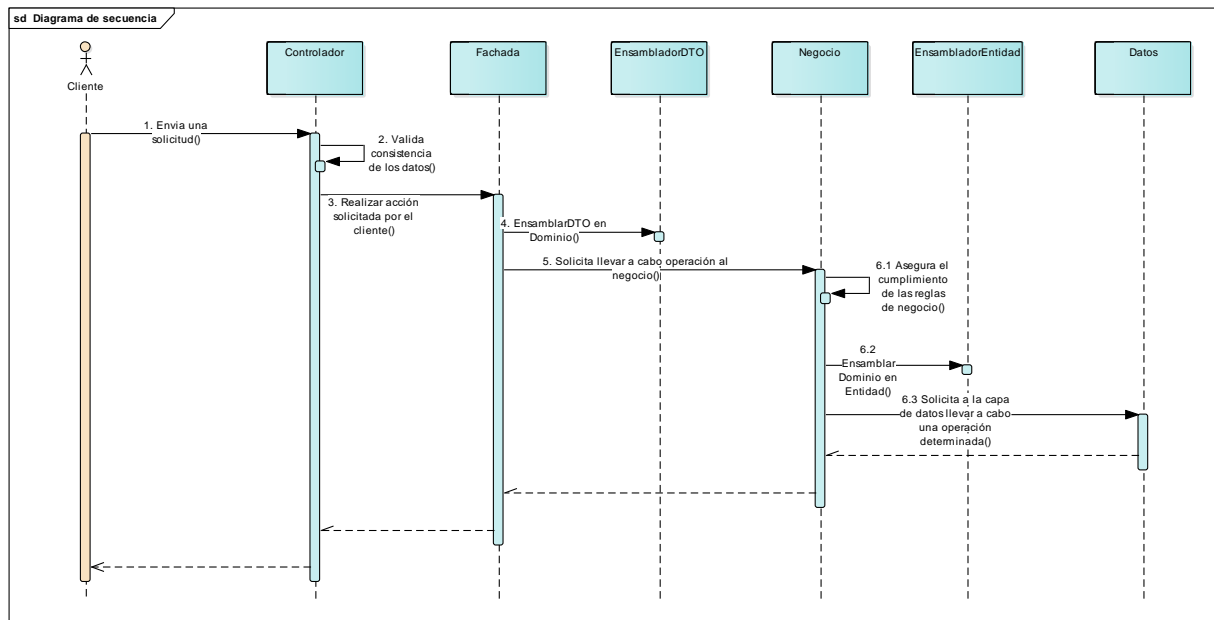 sd Diagrama de secuencia
Cliente
Controlador
Fachada
EnsambladorDTO
Negocio
EnsambladorEntidad
Datos
1. Envia una
solicitud()
2. Valida
consistencia
de los datos()
3. Realizar acción
solicitada por el
cliente()
4. EnsamblarDTO en
Dominio()
5. Solicita llevar a cabo operación al
negocio()
6.1 Asegura el
cumplimiento
de las reglas
de negocio()
6.2
Ensamblar
Dominio en
Entidad()
6.3 Solicita a la capa
de datos llevar a cabo
una operación
determinada()